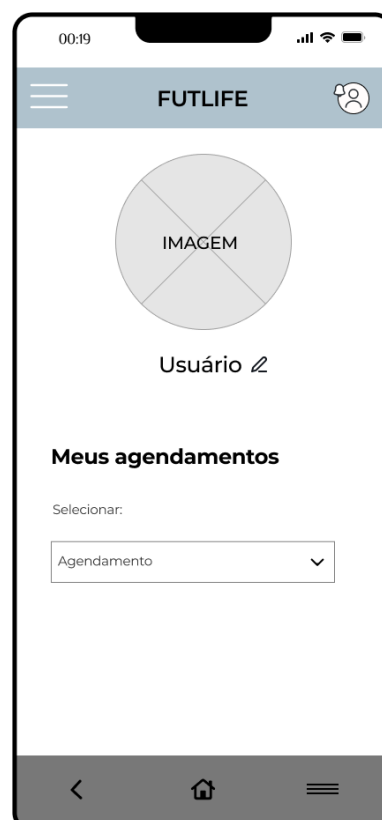 00:19
FUTLIFE
IMAGEM
Usuário
Meus agendamentos
Selecionar:
Agendamento